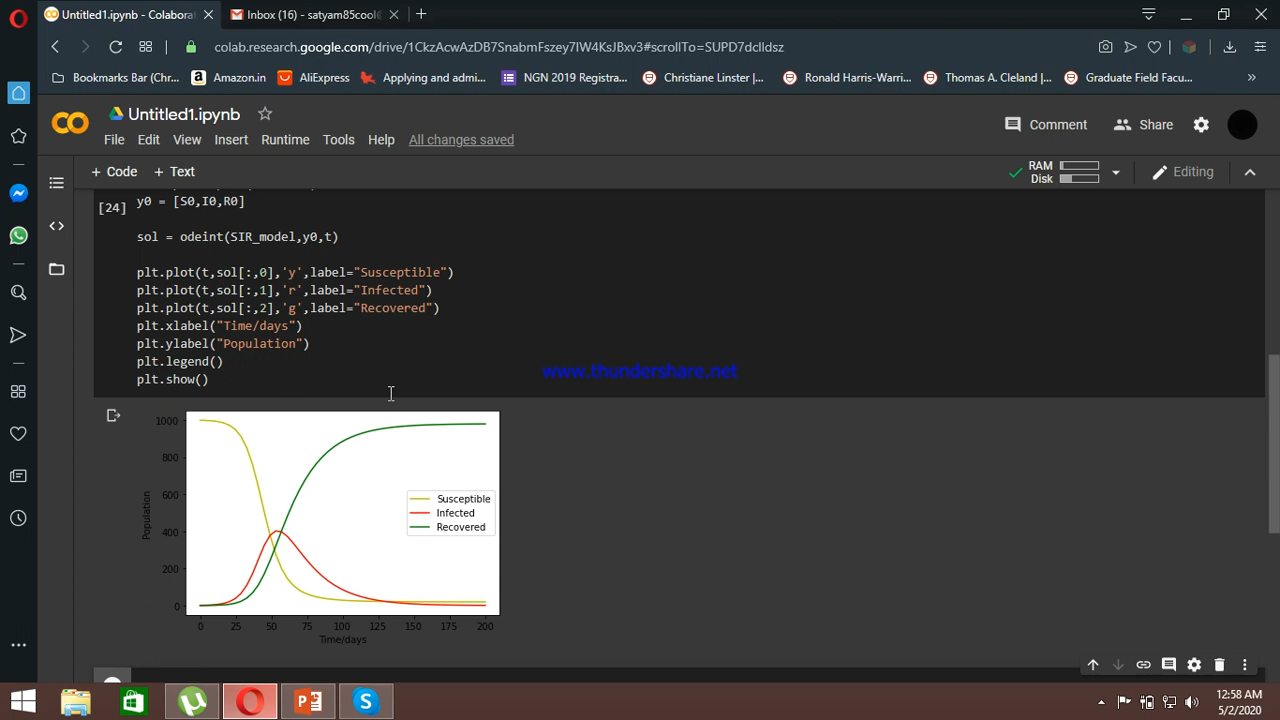 Untitled1.ipynb - Colabora
Inbox (16) - satyam85cool
colab.research.google.com/drive/1CkzAcwAzDB7SnabmFszey7IW4KsJBxv3#scrollTo=SUPD7dclldsz
Bookmarks Bar (Chr...
Amazon.in
AliExpress
Applying and admi...
NGN 2019 Registra...
Christiane Linster |...
Ronald Harris-Warri...
Thomas A. Cleland |...
Graduate Field Facu...
»
Untitled1.ipynb
Comment
Share
File Edit View Insert Runtime Tools Help All changes saved
+ Code + Text
RAM
Disk
Editing
[24]
y0 = [S0,I0,R0]
sol = odeint(SIR_model,y0,t)
plt.plot(t,sol[:,0],'y',label="Susceptible")
plt.plot(t,sol[:,1],'r',label="Infected")
plt.plot(t,sol[:,2],'g',label="Recovered")
plt.xlabel("Time/days")
plt.ylabel("Population")
plt.legend()
plt.show()
www.thundershare.net
1000
800
600
400
200
0
Population
Susceptible
Infected
Recovered
0 25 50 75 100 125 150 175 200
Time/days
12:58 AM
5/2/2020